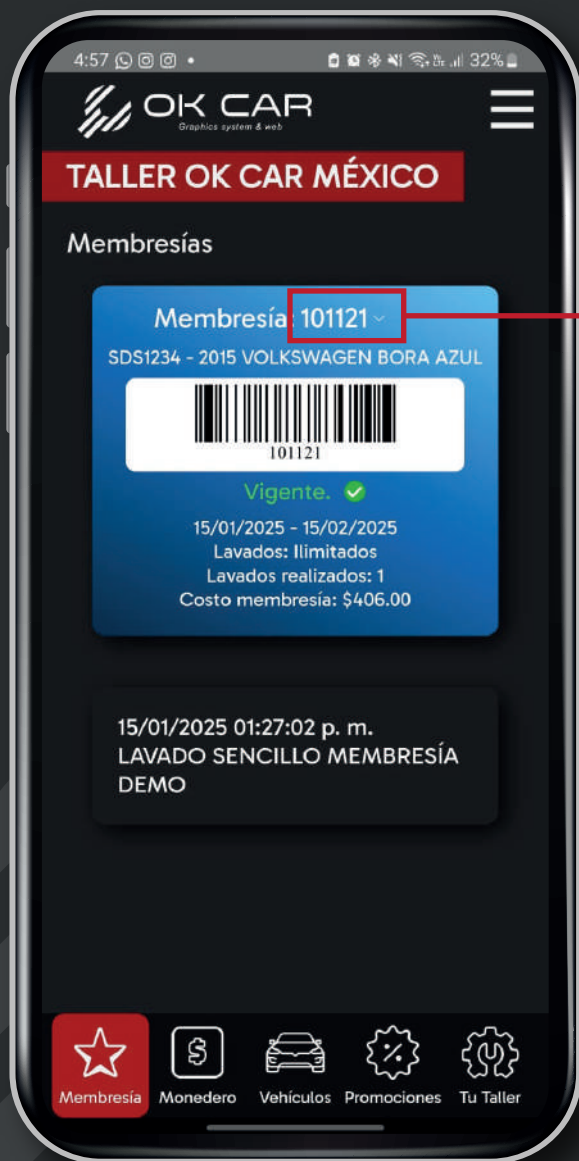 4:57
32%
OK CAR
Graphics system & web
TALLER OK CAR MÉXICO
Membresías
Membresía: 101121
SDS1234 - 2015 VOLKSWAGEN BORA AZUL
101121
Vigente.
15/01/2025 - 15/02/2025
Lavados: Ilimitados
Lavados realizados: 1
Costo membresía: $406.00
15/01/2025 01:27:02 p. m.
LAVADO SENCILLO MEMBRESÍA
DEMO
Membresía Monedero Vehículos Promociones Tu Taller